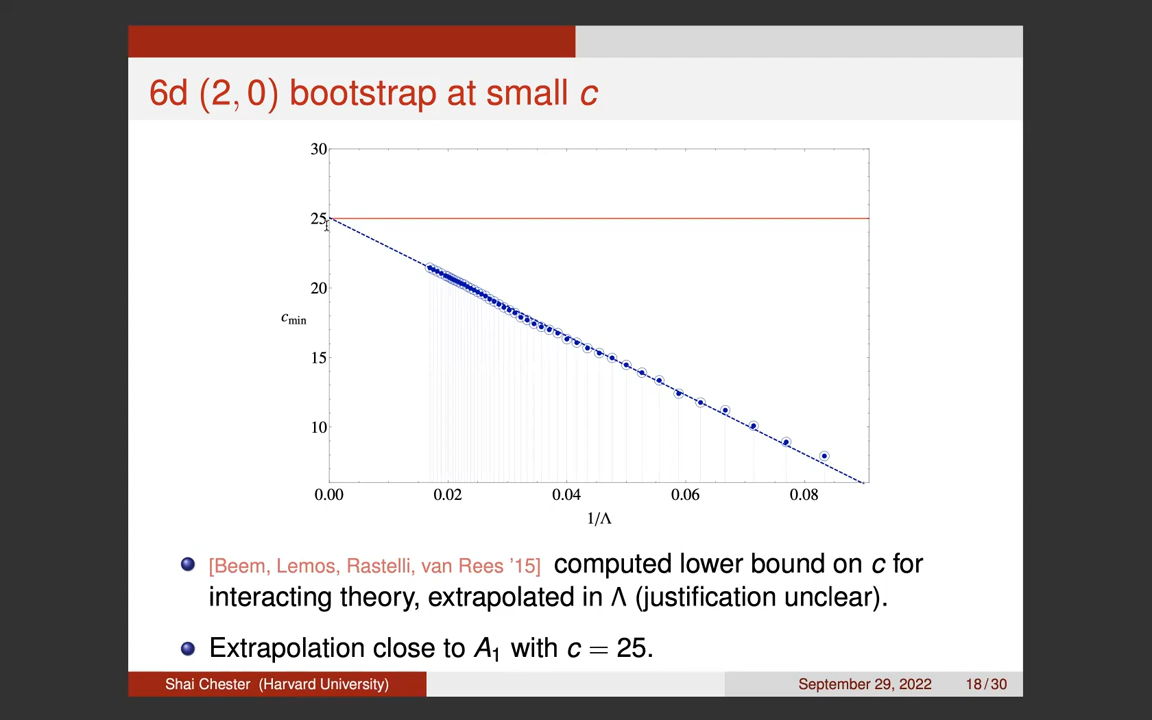 6d (2, 0) bootstrap at small c
30
25
20
15
10
c_min
0.00 0.02 0.04 0.06 0.08
1/Λ
[Beem, Lemos, Rastelli, van Rees '15] computed lower bound on c for
interacting theory, extrapolated in Λ (justification unclear).
Extrapolation close to A₁ with c = 25.
Shai Chester (Harvard University) September 29, 2022 18/30